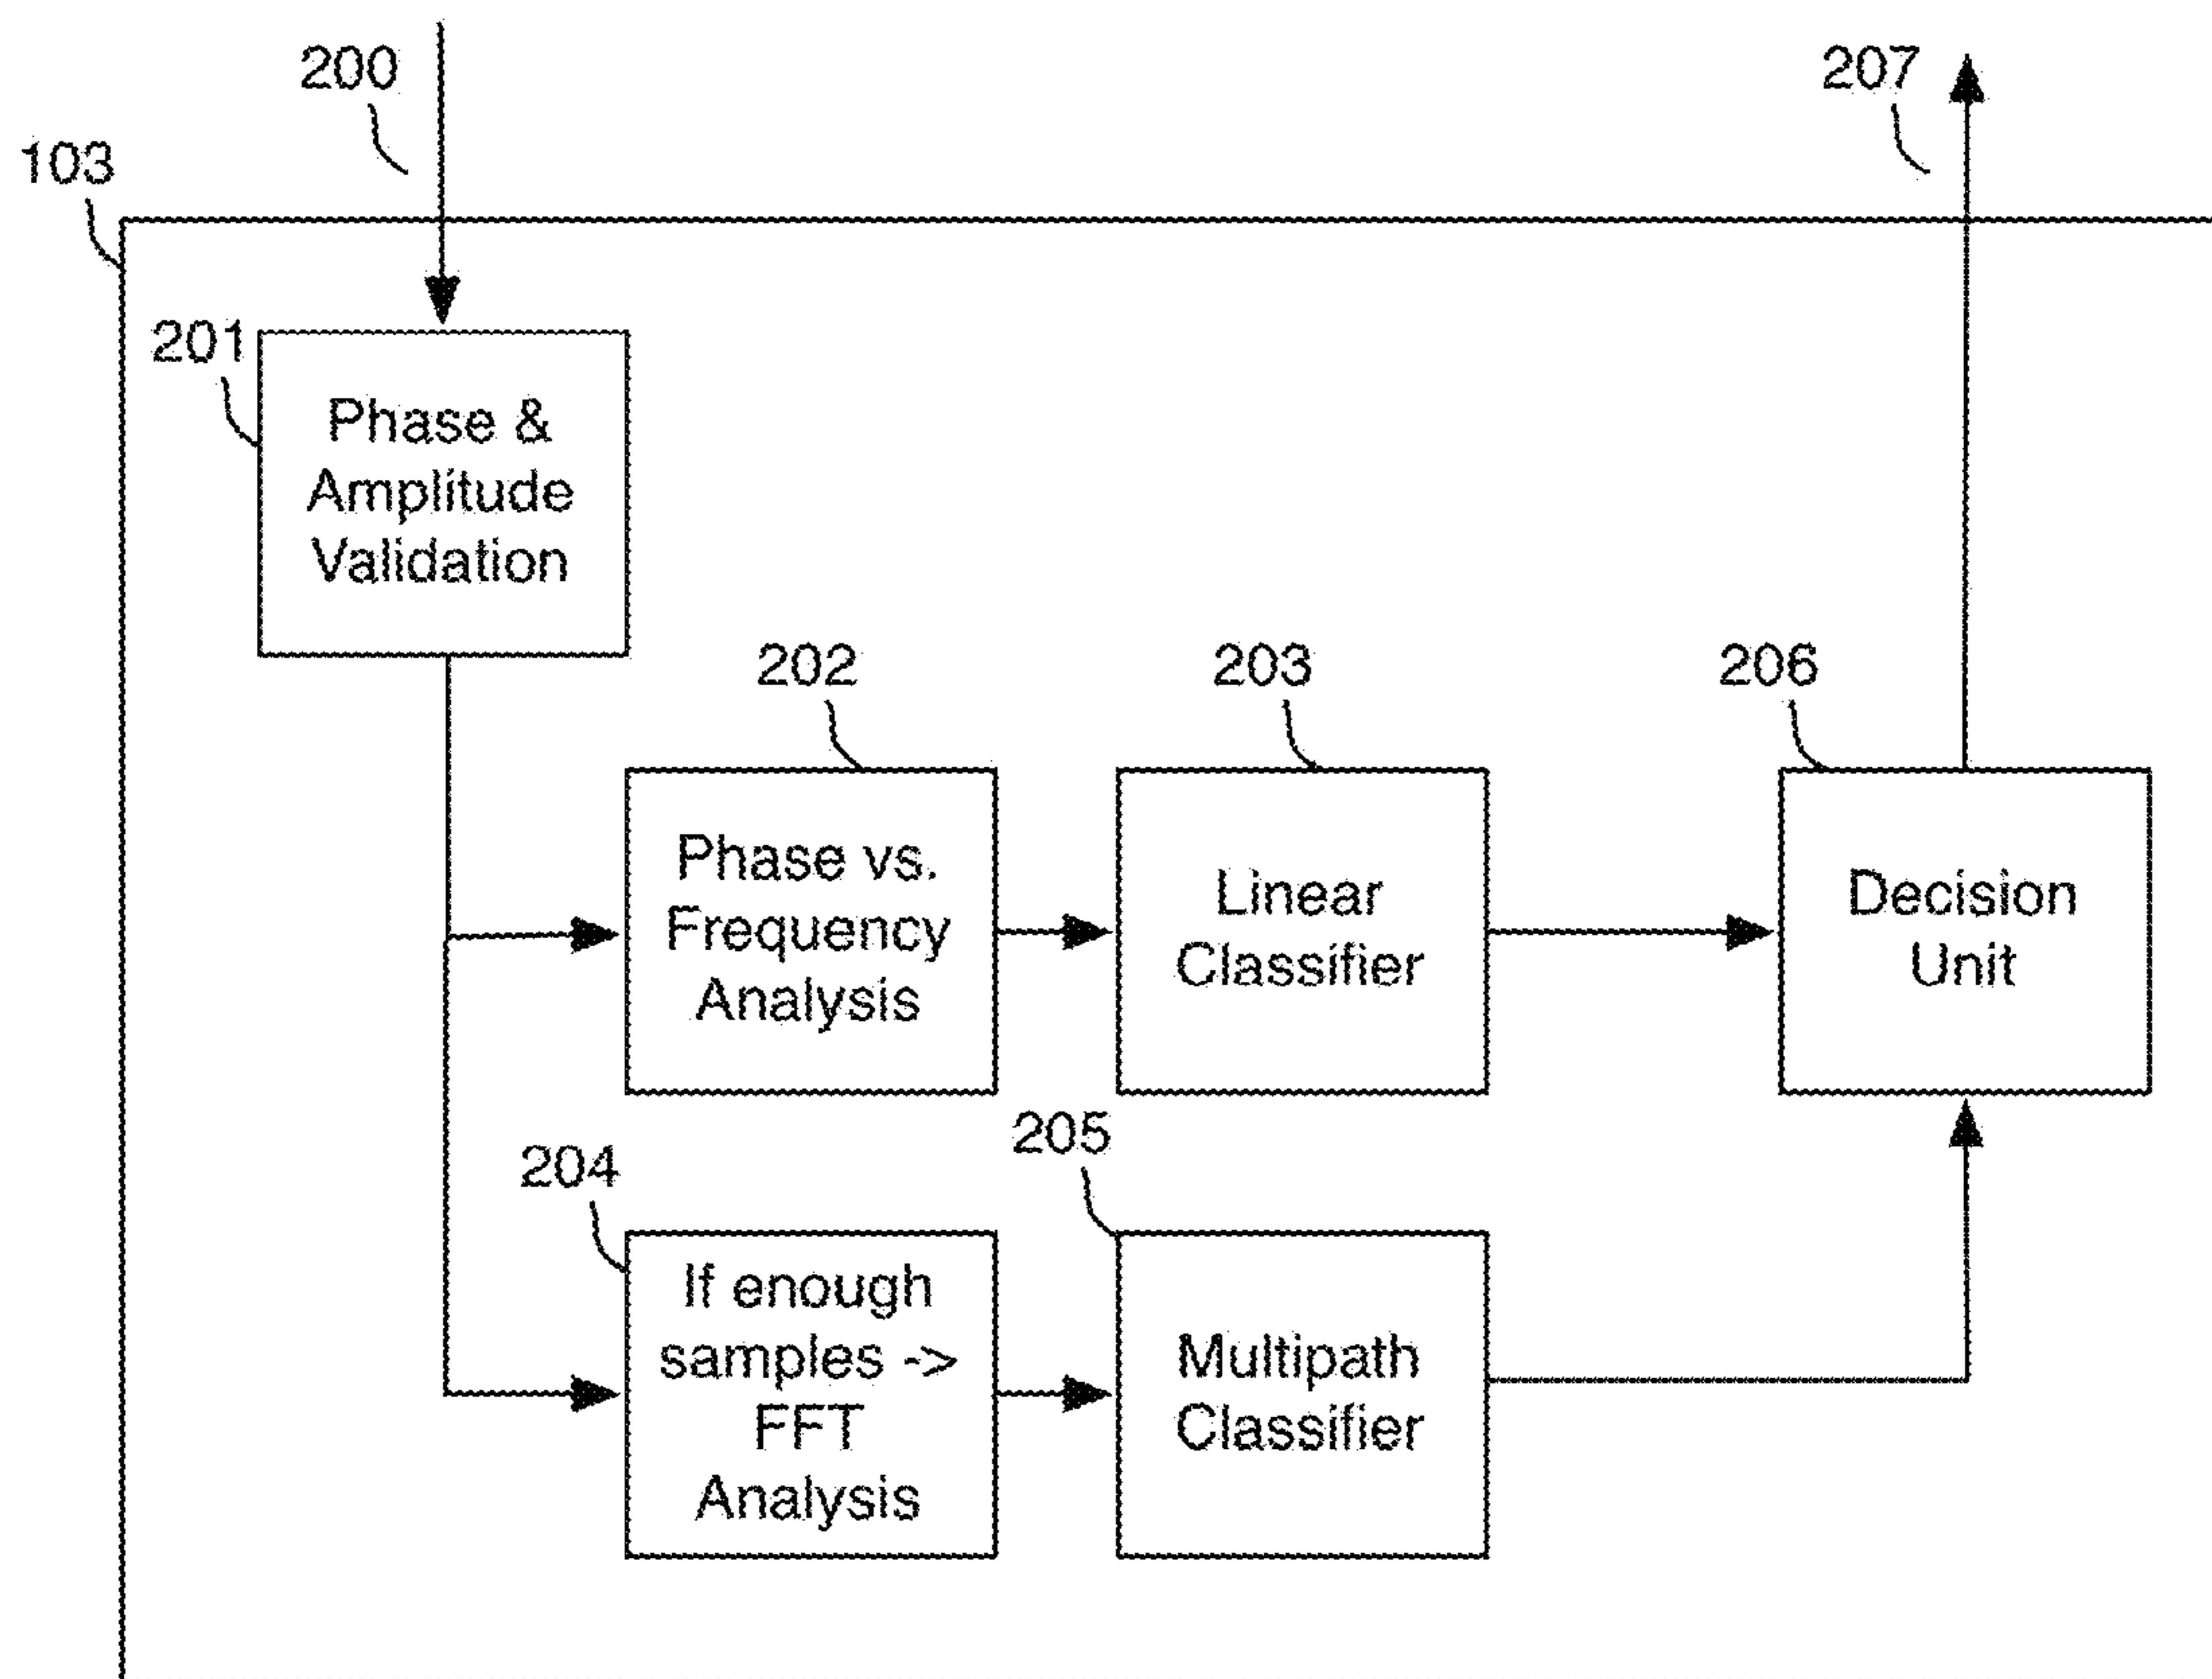 200
207
103
201
Phase &
Amplitude
Validation
202
203
206
Phase vs.
Frequency
Analysis
Linear
Classifier
Decision
Unit
204
205
If enough
samples ->
FFT
Analysis
Multipath
Classifier